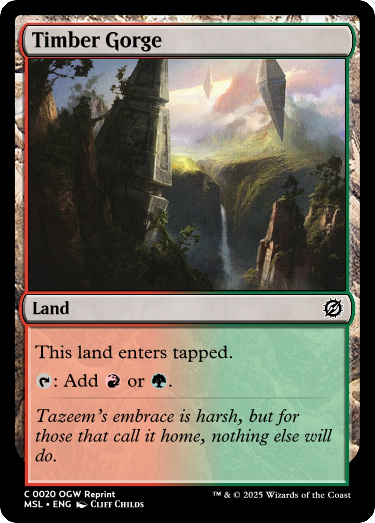 Timber Gorge
Land
This land enters tapped.
: Add or .
Tazeem's embrace is harsh, but for
those that call it home, nothing else will
do.
C 0020 OGW Reprint
MSL • ENG Cliff Childs
™ & © 2025 Wizards of the Coast